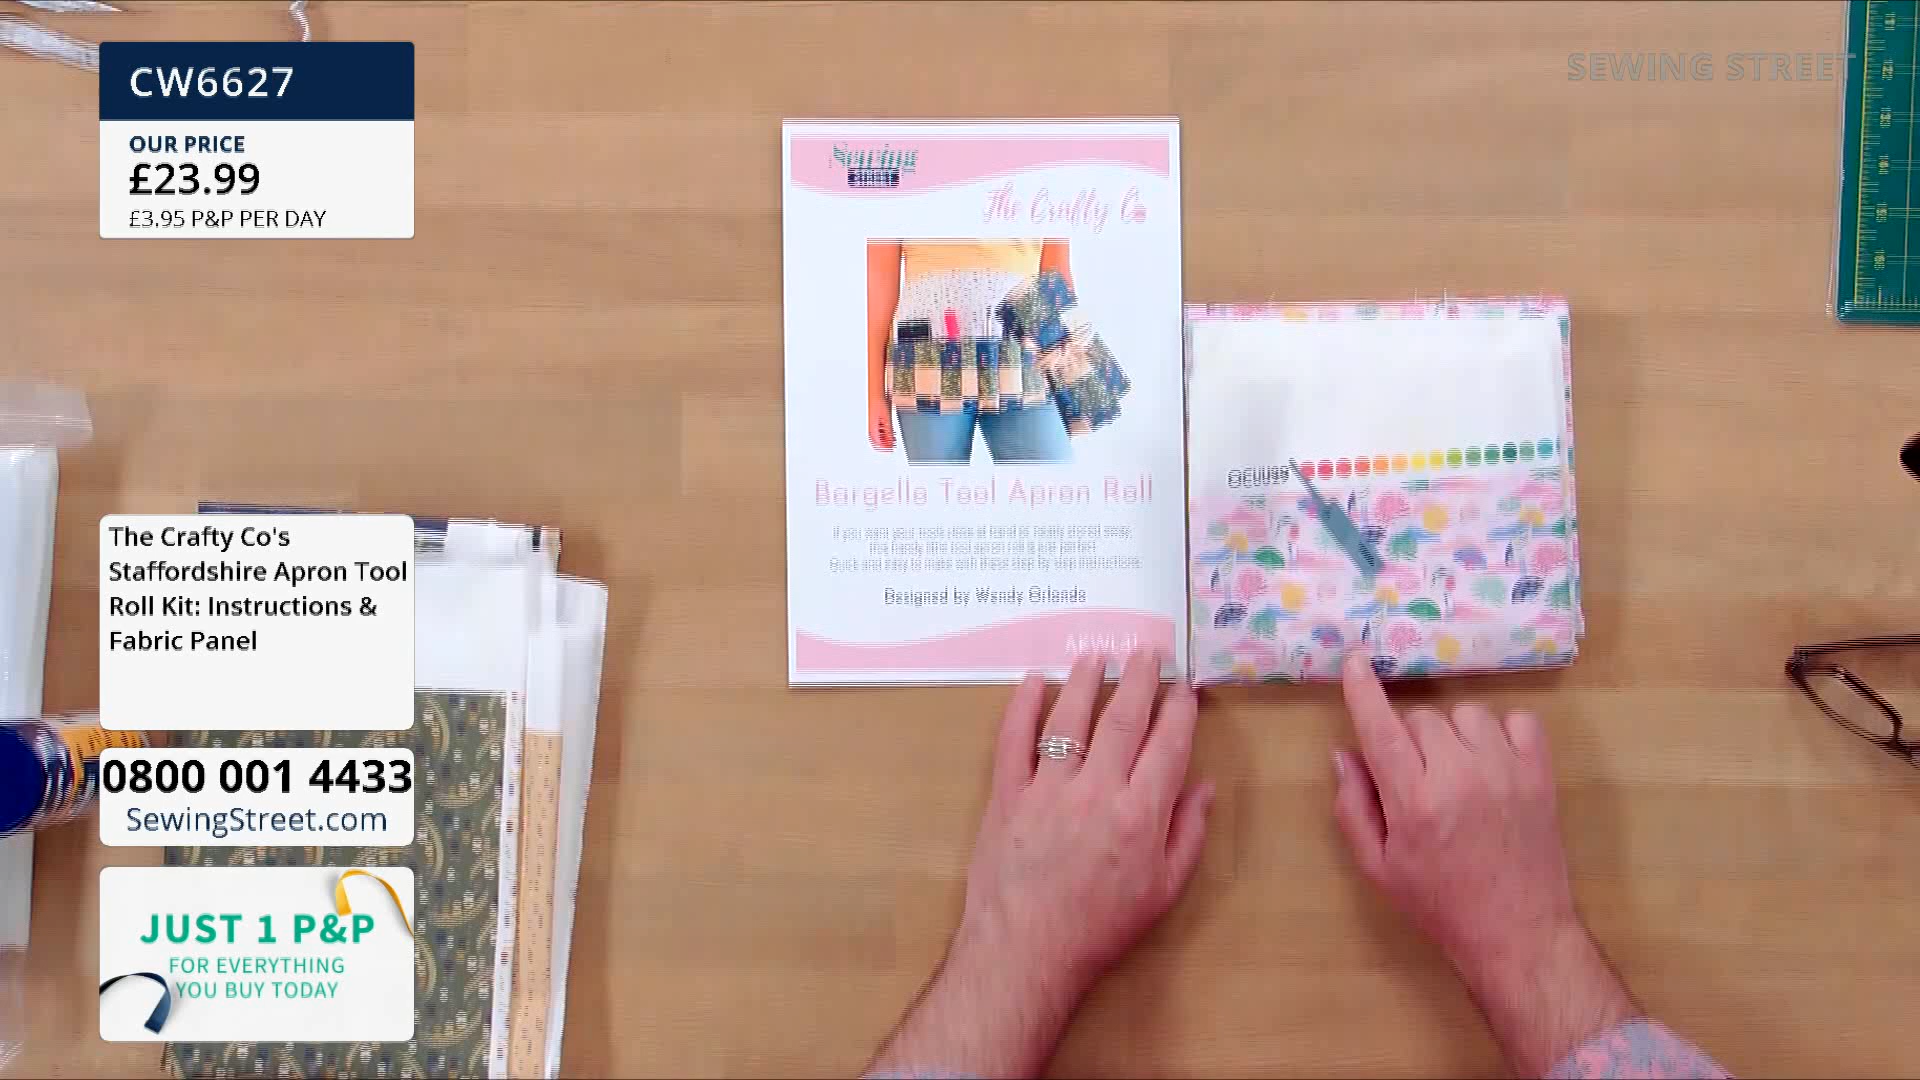 CW6627
OUR PRICE
£23.99
£3.95 P&P PER DAY
SEWING STREET
Sewing
STREET
The Crafty Co
Bargello Tool Apron Roll
Designed by Wendy Orlando
The Crafty Co's
Staffordshire Apron Tool
Roll Kit: Instructions &
Fabric Panel
0800 001 4433
SewingStreet.com
JUST 1 P&P
FOR EVERYTHING
YOU BUY TODAY